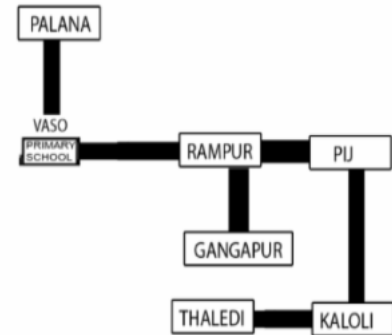 PALANA
VASO
PRIMARY
SCHOOL
RAMPUR
PIJ
GANGAPUR
THALEDI
KALOLI